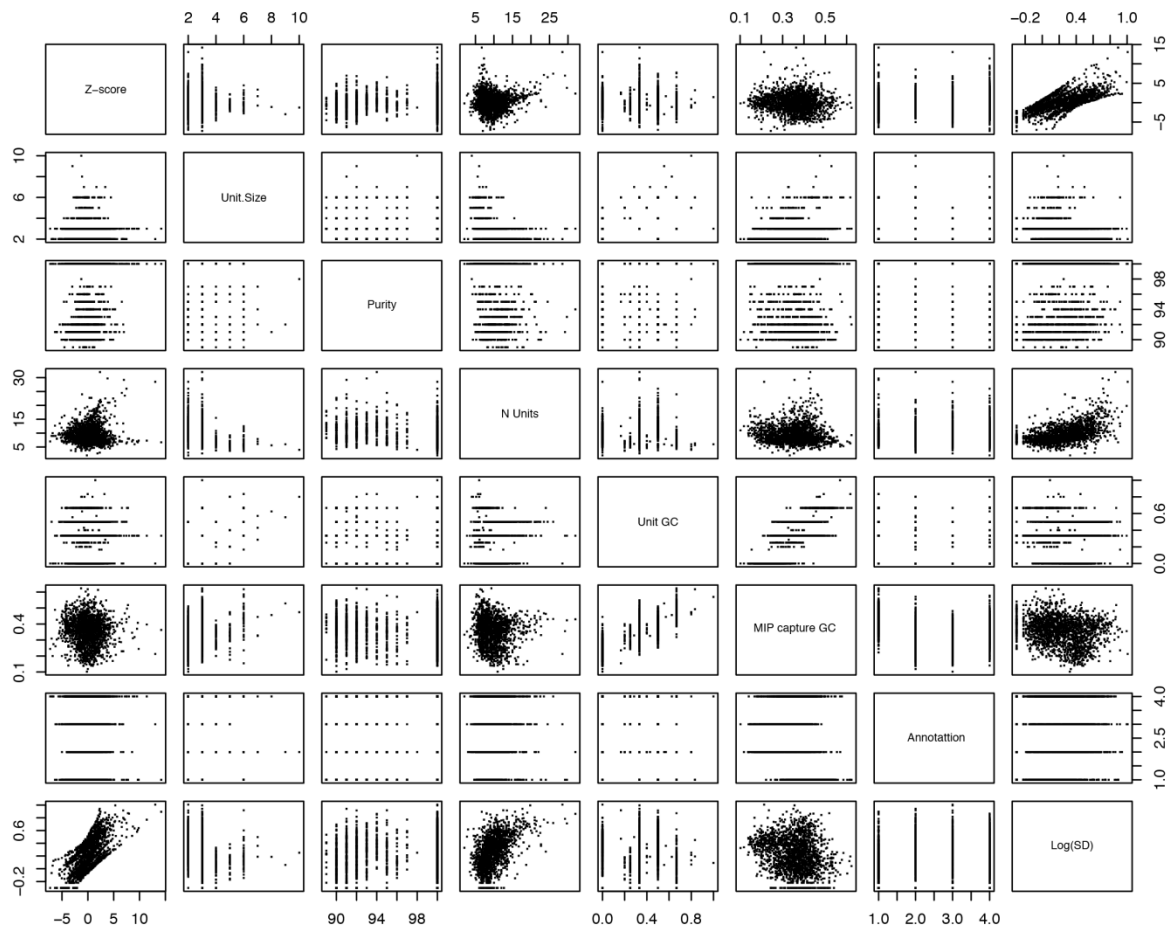 2 4 6 8 10 5 15 25 0.1 0.3 0.5 -0.2 0.4 1.0
Z-score
-5 5 15
2 6 10
Unit.Size
Purity
90 94 98
5 15 30
N Units
Unit GC
0.0 0.6
0.1 0.4
MIP capture GC
Annotattion
1.0 2.5 4.0
-0.2 0.6
Log(SD)
-5 0 5 90 94 98 0.0 0.4 0.8 1.0 2.0 3.0 4.0